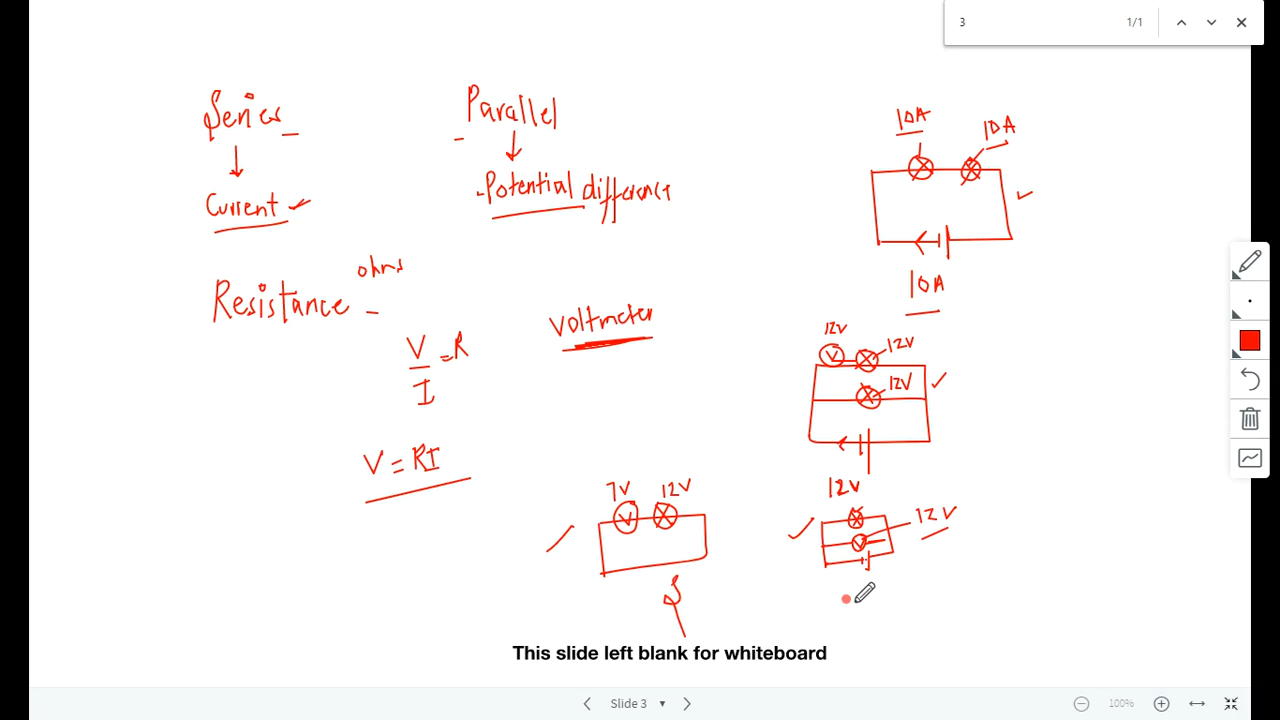 3
1/1
Series
Current
Parallel
Potential difference
10A
10A
10A
Resistance
ohms
V
I
=R
Voltmeter
V = RI
12V
V
12V
12V
7V
12V
V
12V
V
12V
This slide left blank for whiteboard
Slide 3
100%